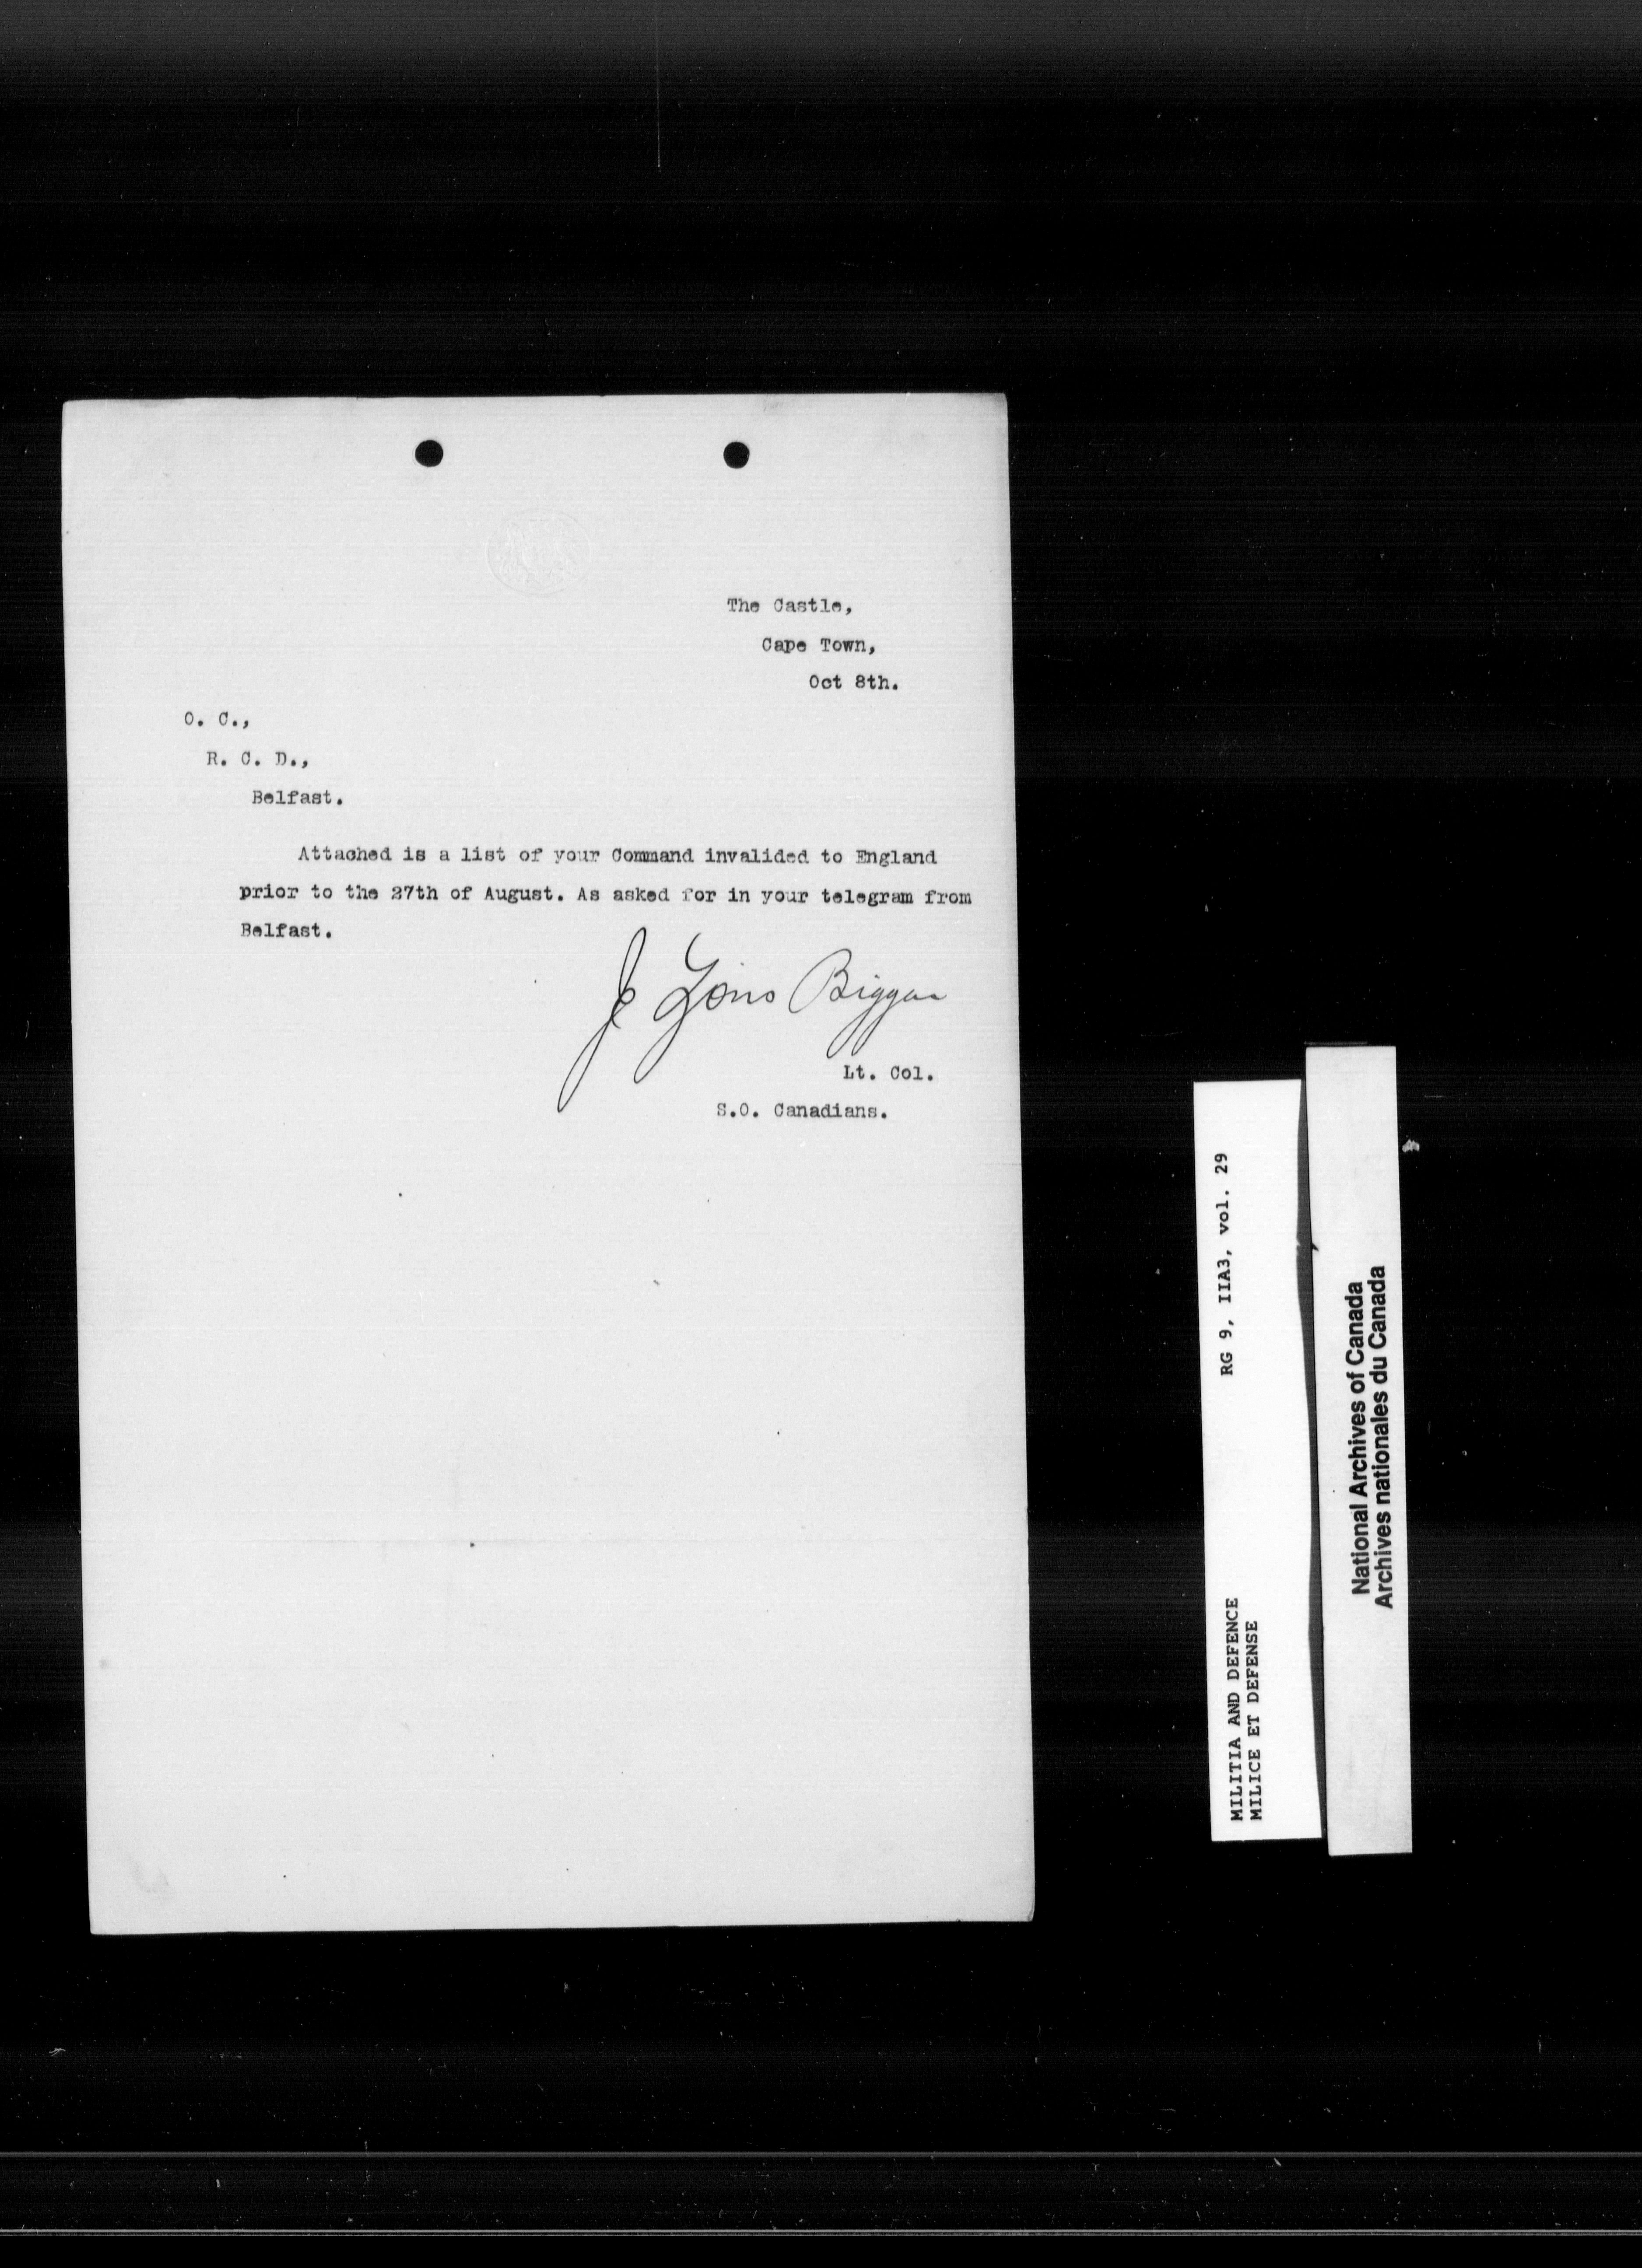 The Castle,
Cape Town,
Oct 8th.
O. C.,
R. C. D.,
Belfast.
Attached is a list of your Command invalided to England
prior to the 27th of August. As asked for in your telegram from
Belfast.
J Lyons Biggar
Lt. Col.
S.O. Canadians.
RG 9, IIA3, vol. 29
MILITIA AND DEFENCE
MILICE ET DEFENSE
National Archives of Canada
Archives nationales du Canada